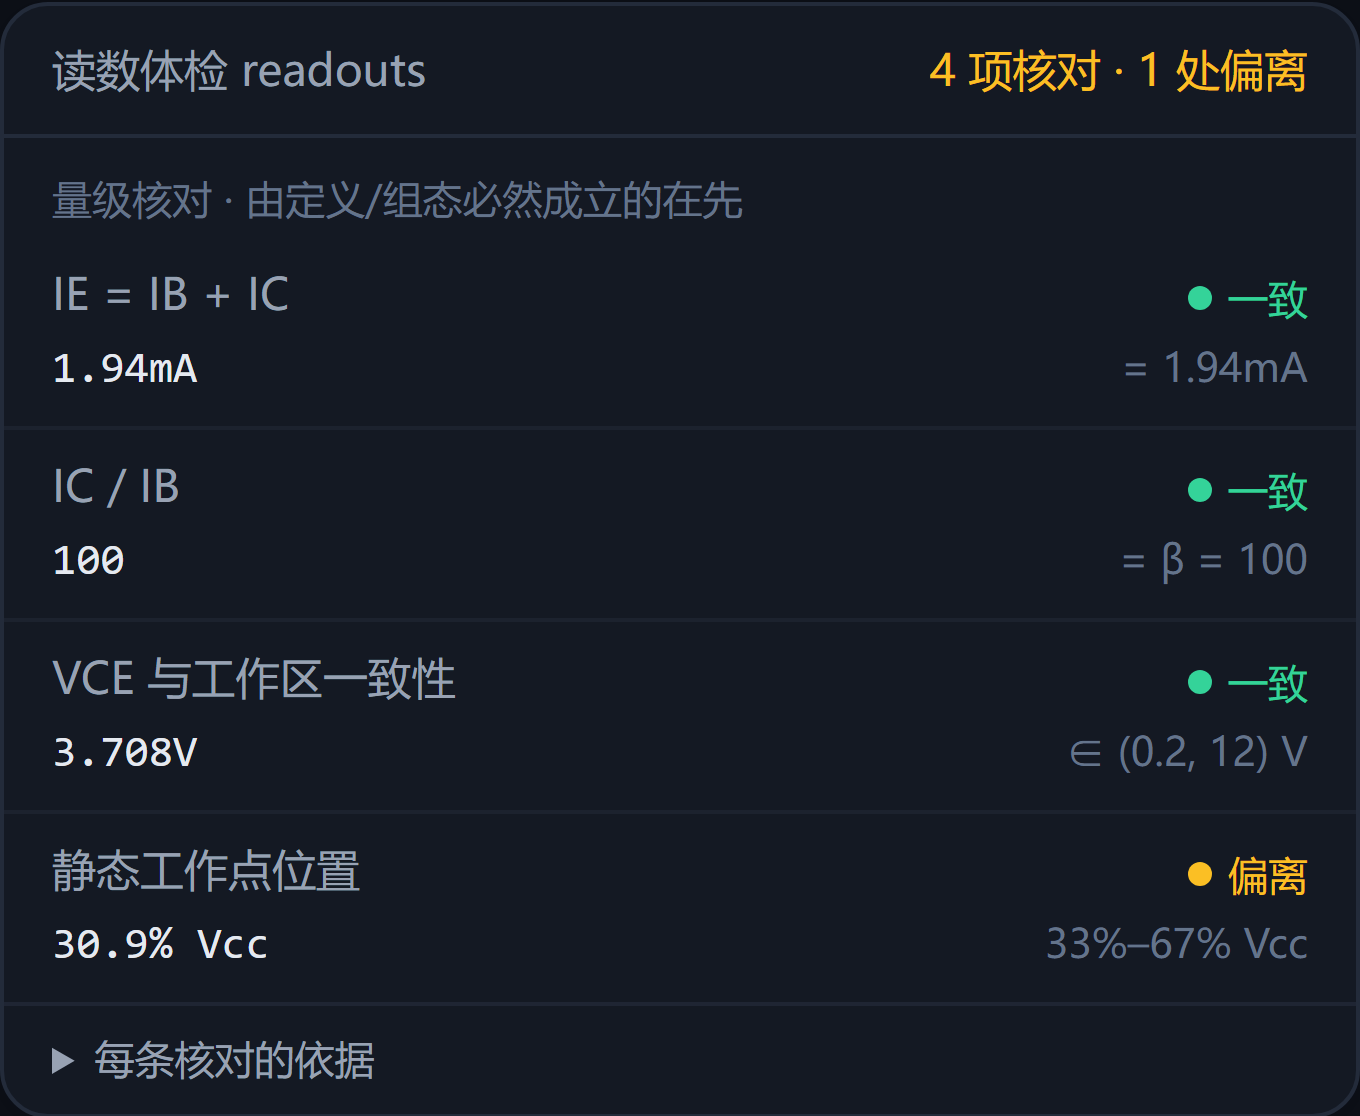 读数体检 readouts
4 项核对 · 1 处偏离
量级核对 · 由定义/组态必然成立的在先
IE = IB + IC
一致
1.94mA
= 1.94mA
IC / IB
一致
100
= β = 100
VCE 与工作区一致性
一致
3.708V
∈ (0.2, 12) V
静态工作点位置
偏离
30.9% Vcc
33%–67% Vcc
▶ 每条核对的依据